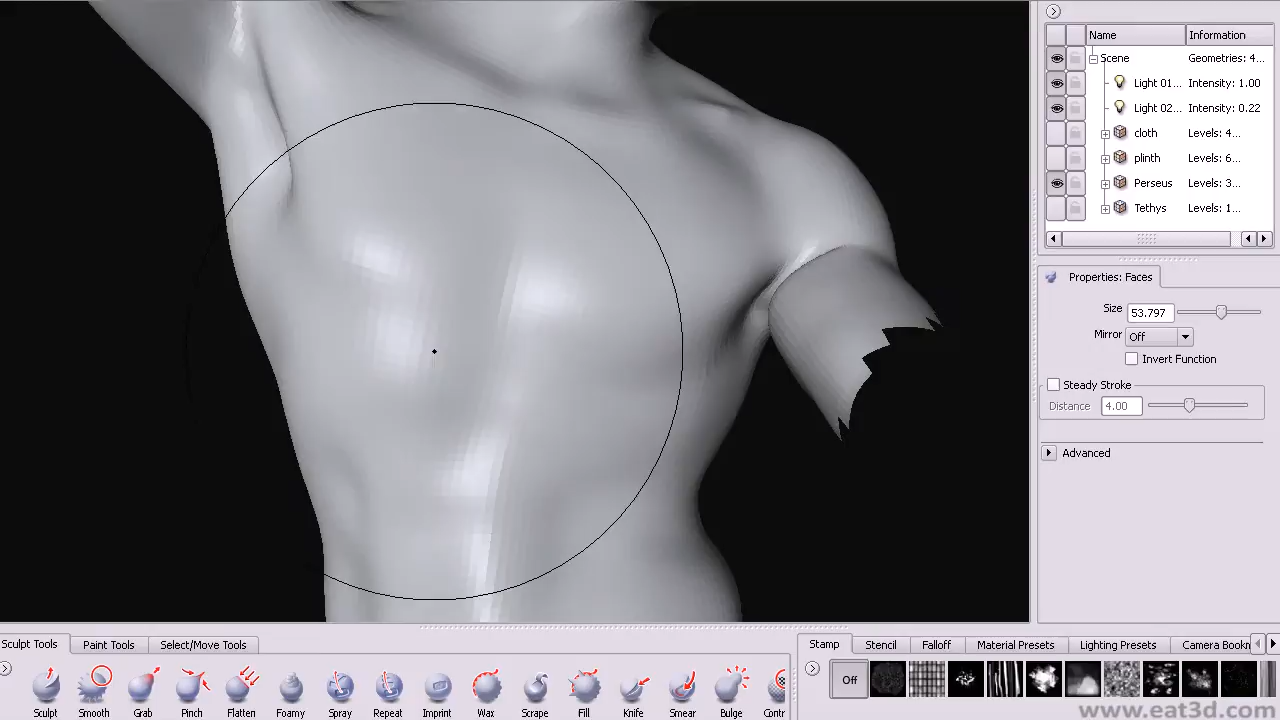 Name Information
Scene Geometries: 4...
Light 01... Intensity: 1.00
Light 02... Intensity: 0.22
cloth Levels: 4...
plinth Levels: 6...
Perseus Levels: 3...
Tethys Levels: 1...
Properties: Faces
Size 53.797
Mirror Off
Invert Function
Steady Stroke
Distance 4.00
Advanced
Sculpt Tools Paint Tools Select/Move Tools
Stamp Stencil Falloff Material Presets Lighting Presets Camera Bookn
Off
Sculpt Smooth Grab Pinch Flatten Foamy Spray Repeat Imprint Wax Scrape Fill Knife Smear Bulge Contr
www.eat3d.com